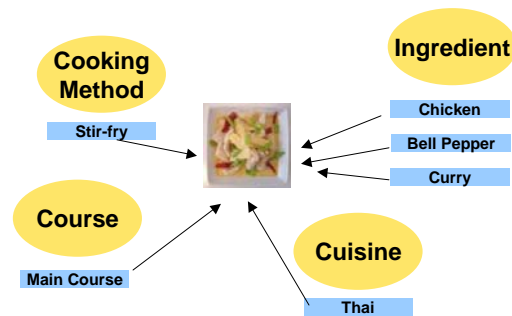 Cooking
Method
Stir-fry
Ingredient
Chicken
Bell Pepper
Curry
Course
Main Course
Cuisine
Thai